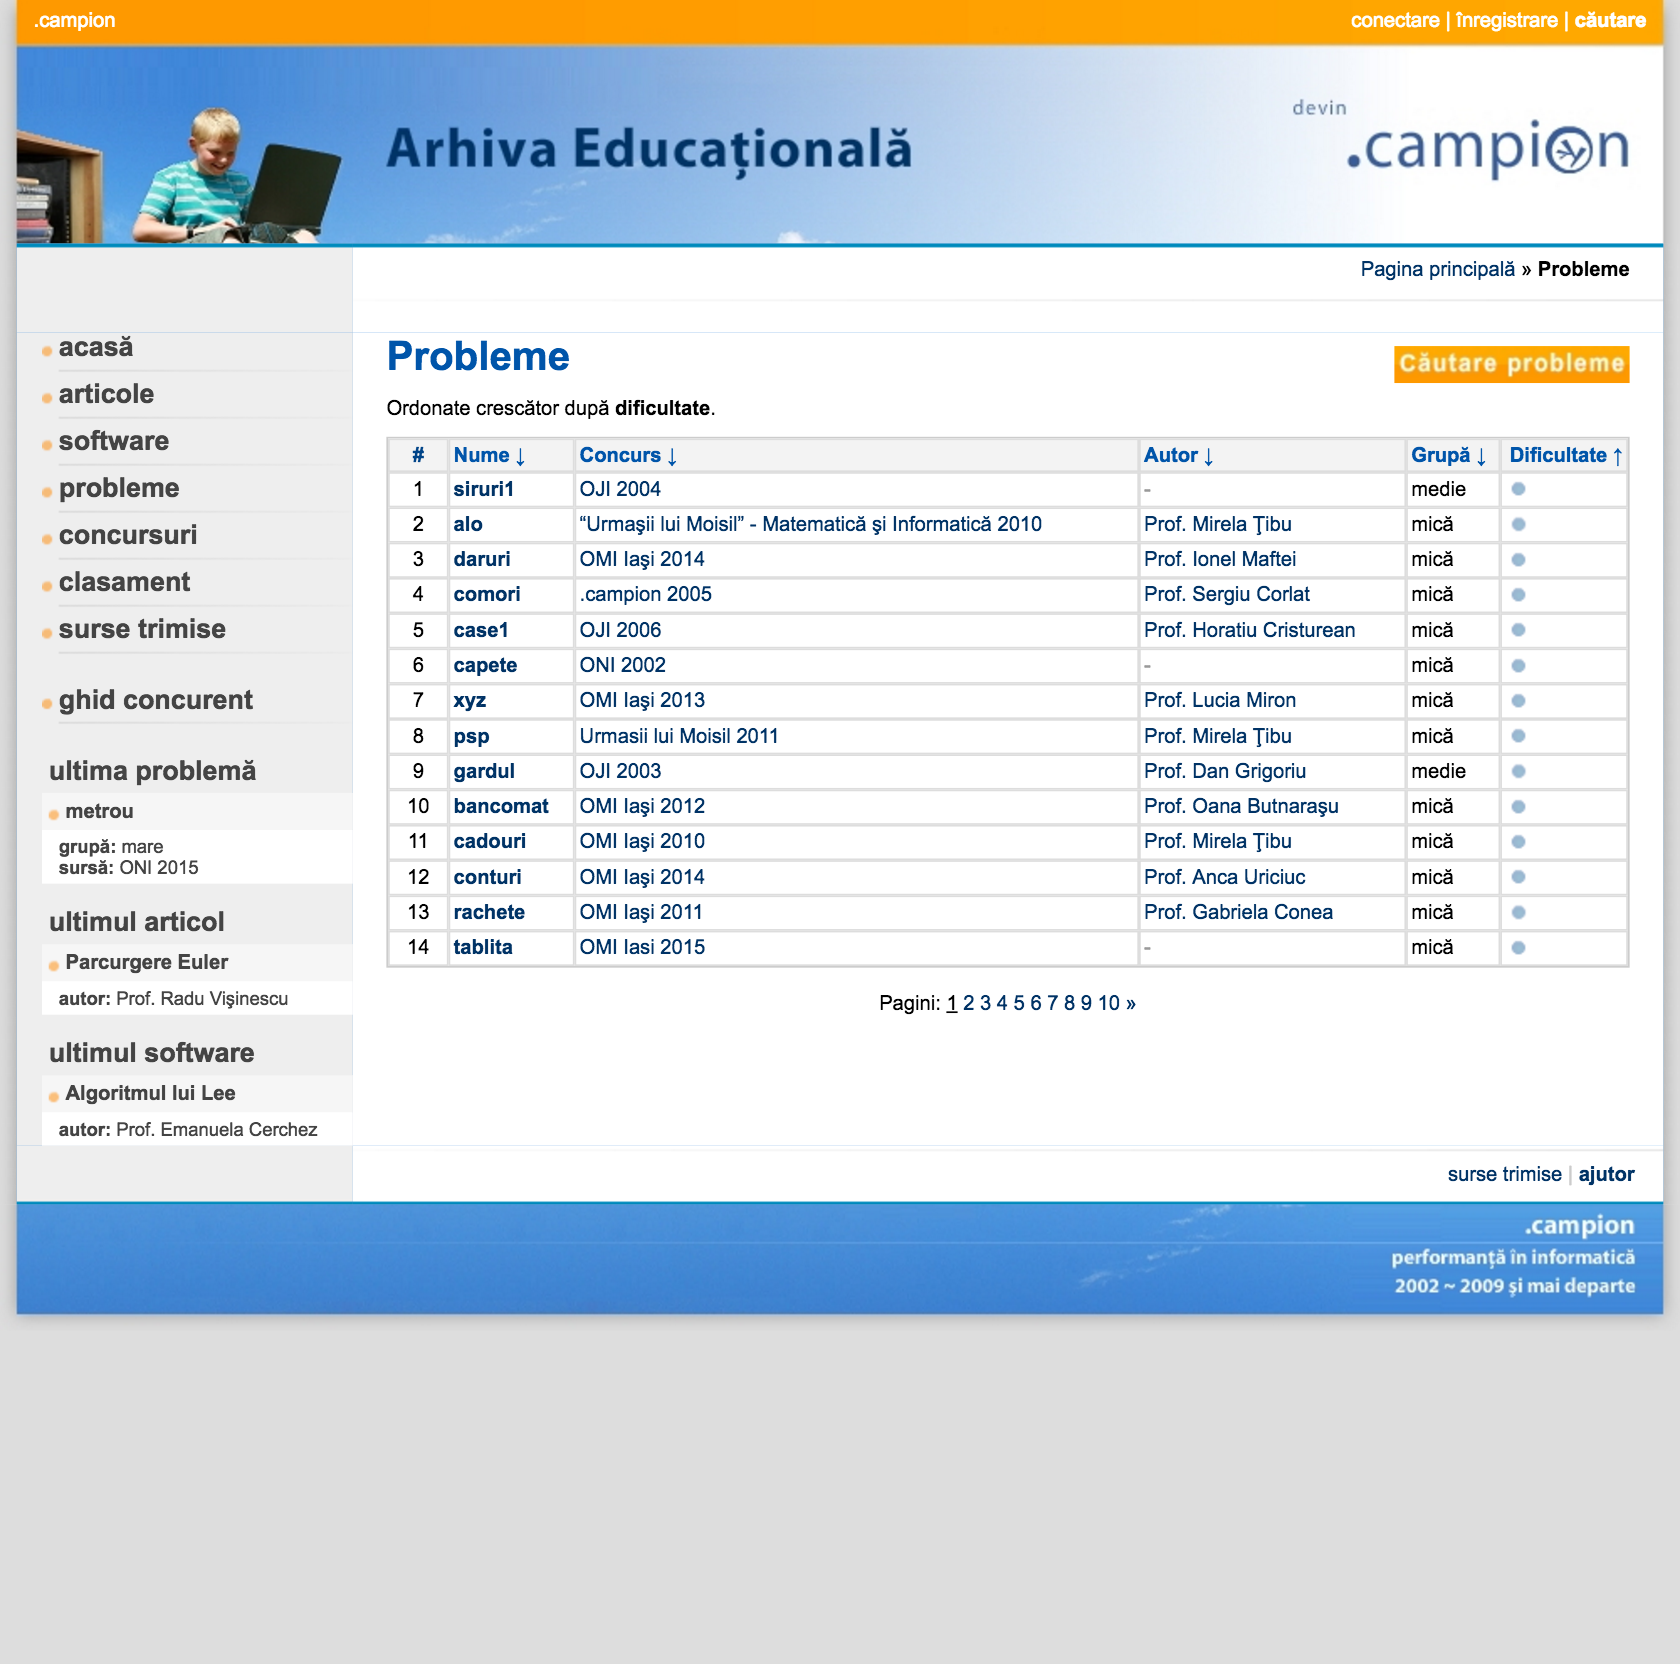 .campion
conectare | înregistrare | căutare
Arhiva Educaţională
devin
.campion
Pagina principală » Probleme
acasă
articole
software
probleme
concursuri
clasament
surse trimise
ghid concurent
ultima problemă
metrou
grupă: mare
sursă: ONI 2015
ultimul articol
Parcurgere Euler
autor: Prof. Radu Vişinescu
ultimul software
Algoritmul lui Lee
autor: Prof. Emanuela Cerchez
Probleme
Căutare probleme
Ordonate crescător după dificultate.
# Nume ↓ Concurs ↓ Autor ↓ Grupă ↓ Dificultate ↑
1 siruri1 OJI 2004 - medie
2 alo “Urmaşii lui Moisil” - Matematică şi Informatică 2010 Prof. Mirela Ţibu mică
3 daruri OMI Iaşi 2014 Prof. Ionel Maftei mică
4 comori .campion 2005 Prof. Sergiu Corlat mică
5 case1 OJI 2006 Prof. Horatiu Cristurean mică
6 capete ONI 2002 - mică
7 xyz OMI Iaşi 2013 Prof. Lucia Miron mică
8 psp Urmasii lui Moisil 2011 Prof. Mirela Ţibu mică
9 gardul OJI 2003 Prof. Dan Grigoriu medie
10 bancomat OMI Iaşi 2012 Prof. Oana Butnaraşu mică
11 cadouri OMI Iaşi 2010 Prof. Mirela Ţibu mică
12 conturi OMI Iaşi 2014 Prof. Anca Uriciuc mică
13 rachete OMI Iaşi 2011 Prof. Gabriela Conea mică
14 tablita OMI Iasi 2015 - mică
Pagini: 1 2 3 4 5 6 7 8 9 10 »
surse trimise | ajutor
.campion
performanţă în informatică
2002 ~ 2009 şi mai departe